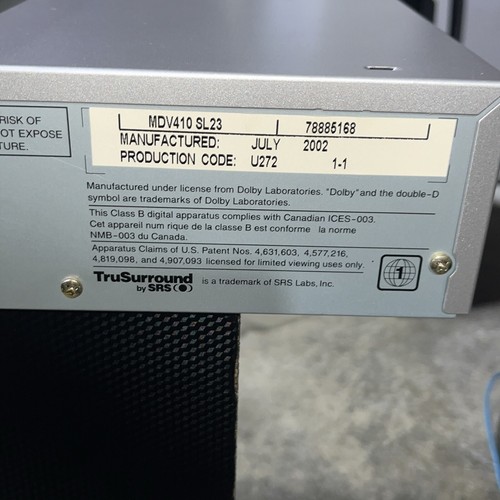 RISK OF
OT EXPOSE
TURE.
MDV410 SL23 78885168
MANUFACTURED: JULY 2002
PRODUCTION CODE: U272 1-1
Manufactured under license from Dolby Laboratories. "Dolby" and the double-D
symbol are trademarks of Dolby Laboratories.
This Class B digital apparatus complies with Canadian ICES-003.
Cet appareil num rique de la classe B est conforme la norme
NMB-003 du Canada.
Apparatus Claims of U.S. Patent Nos. 4,631,603, 4,577,216,
4,819,098, and 4,907,093 licensed for limited viewing uses only.
TruSurround
by SRS is a trademark of SRS Labs, Inc.
1